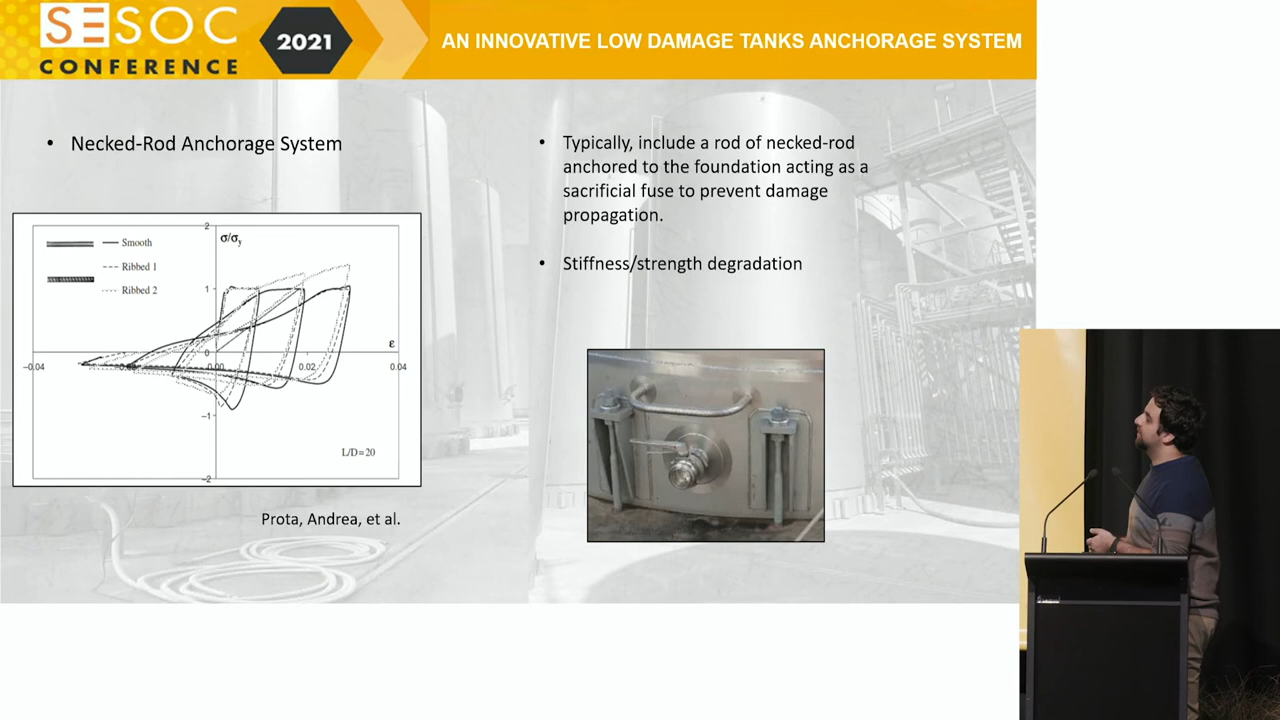 SESOC
CONFERENCE
2021
AN INNOVATIVE LOW DAMAGE TANKS ANCHORAGE SYSTEM
• Necked-Rod Anchorage System
2
σ/σy
Smooth
Ribbed 1
Ribbed 2
1
ε
0
−0.04
0.00
0.02
0.04
−1
L/D=20
−2
Prota, Andrea, et al.
• Typically, include a rod of necked-rod
anchored to the foundation acting as a
sacrificial fuse to prevent damage
propagation.
• Stiffness/strength degradation